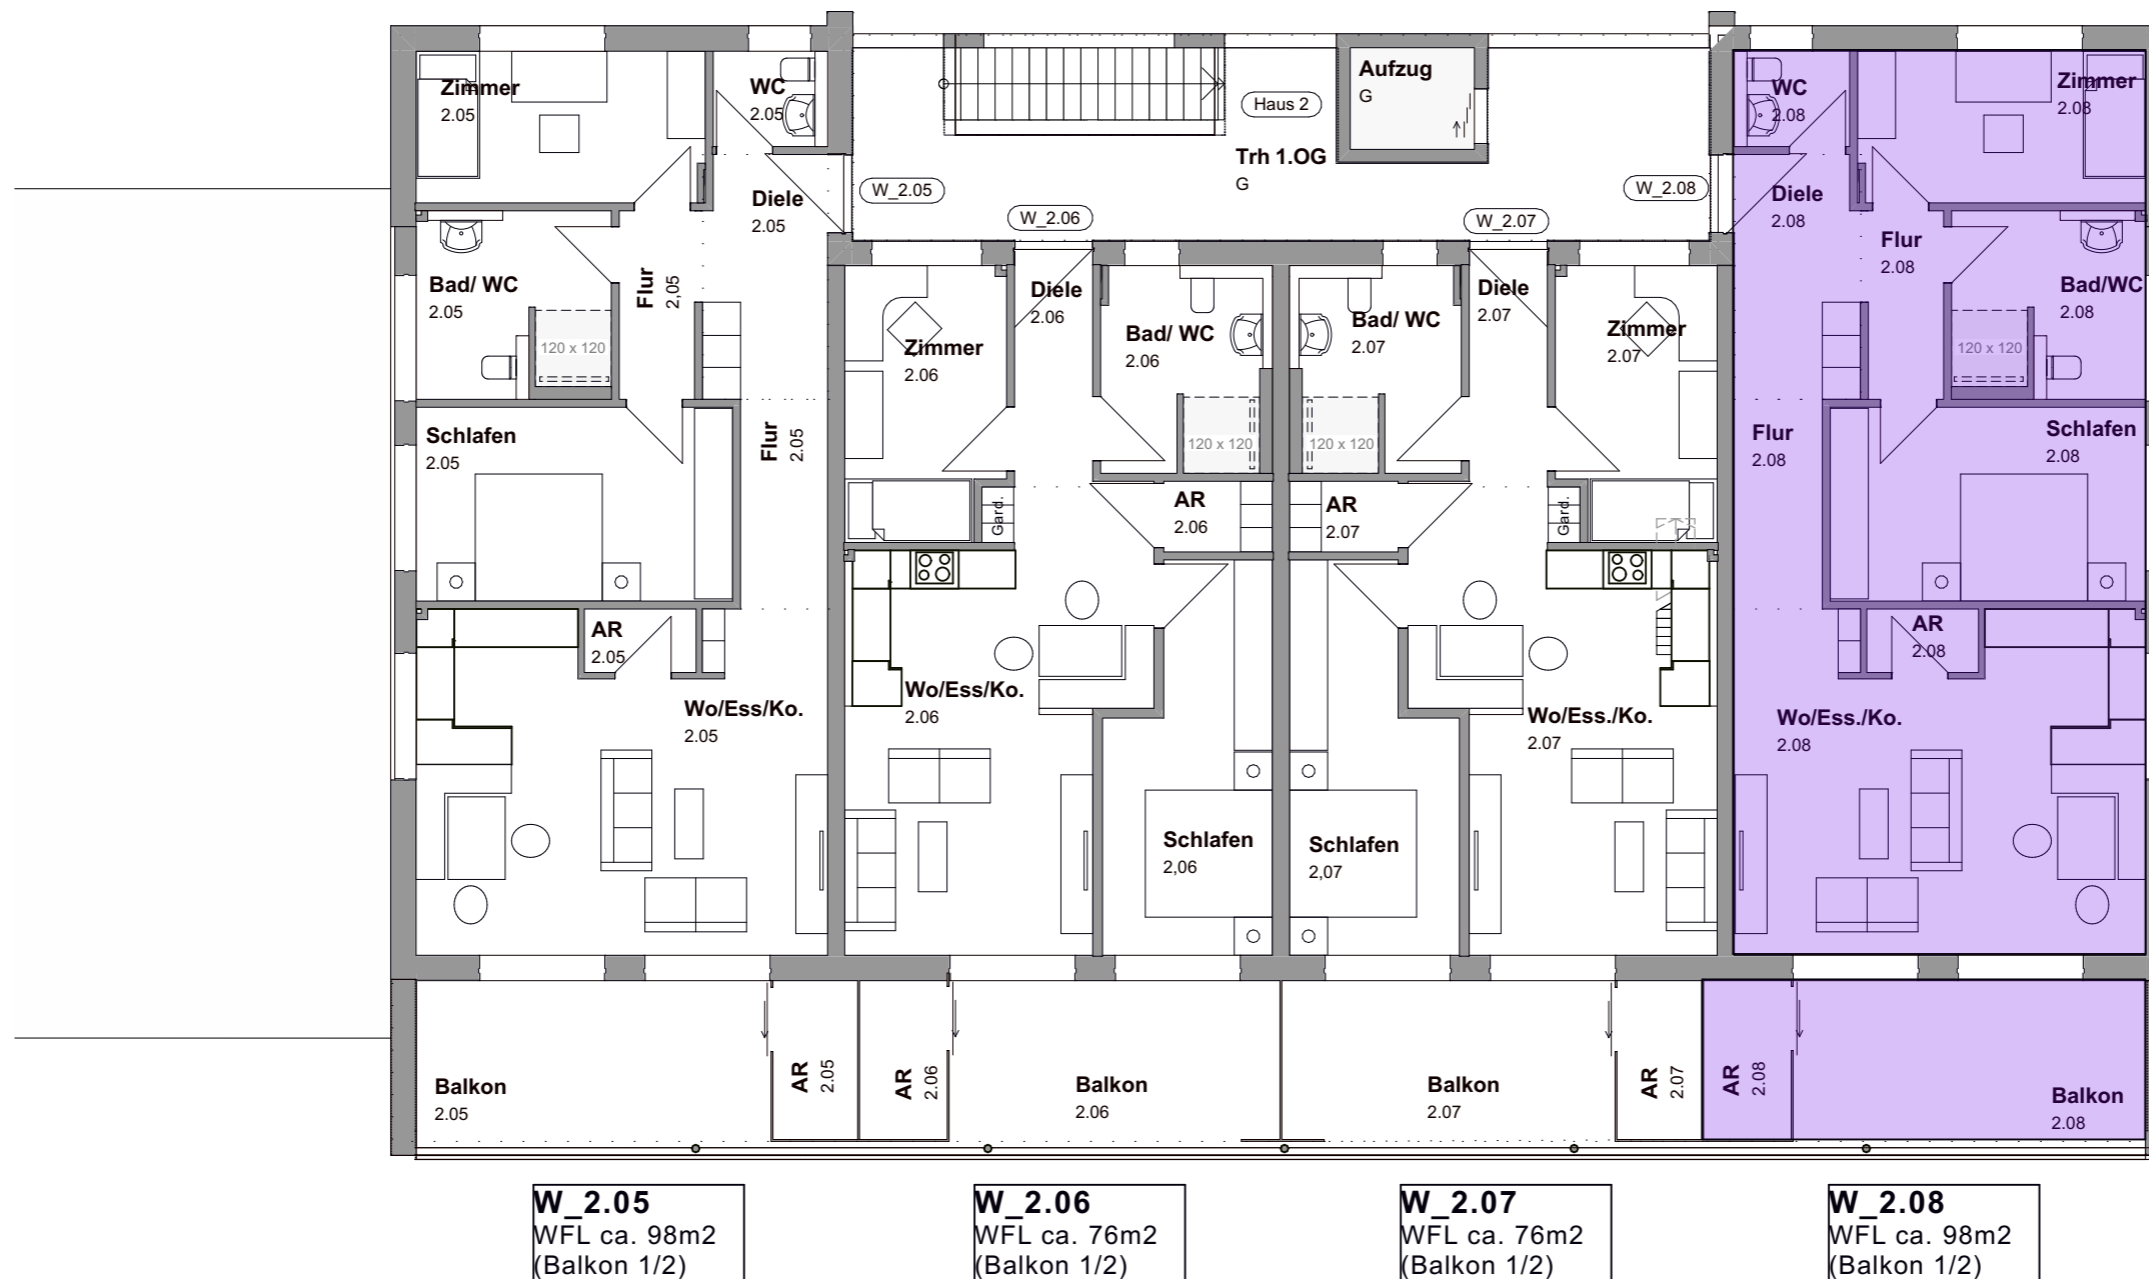 Zimmer
2.05
WC
2.05
Haus 2
Aufzug
G
Trh 1.OG
G
WC
2.08
Zimmer
2.08
Diele
2.05
W_2.05
W_2.06
W_2.07
W_2.08
Diele
2.08
Bad/ WC
2.05
Flur
2,05
120 x 120
Diele
2.06
Bad/ WC
2.06
Zimmer
2.06
120 x 120
Bad/ WC
2.07
Diele
2.07
Zimmer
2.07
120 x 120
Flur
2.08
Bad/WC
2.08
120 x 120
Schlafen
2.05
Flur
2.05
Gard.
AR
2.06
AR
2.07
Gard.
Flur
2.08
Schlafen
2.08
AR
2.05
Wo/Ess/Ko.
2.05
Wo/Ess/Ko.
2.06
Schlafen
2,06
Schlafen
2,07
Wo/Ess./Ko.
2.07
AR
2.08
Wo/Ess./Ko.
2.08
Balkon
2.05
AR
2.05
AR
2.06
Balkon
2.06
Balkon
2.07
AR
2.07
AR
2.08
Balkon
2.08
W_2.05
WFL ca. 98m2
(Balkon 1/2)
W_2.06
WFL ca. 76m2
(Balkon 1/2)
W_2.07
WFL ca. 76m2
(Balkon 1/2)
W_2.08
WFL ca. 98m2
(Balkon 1/2)